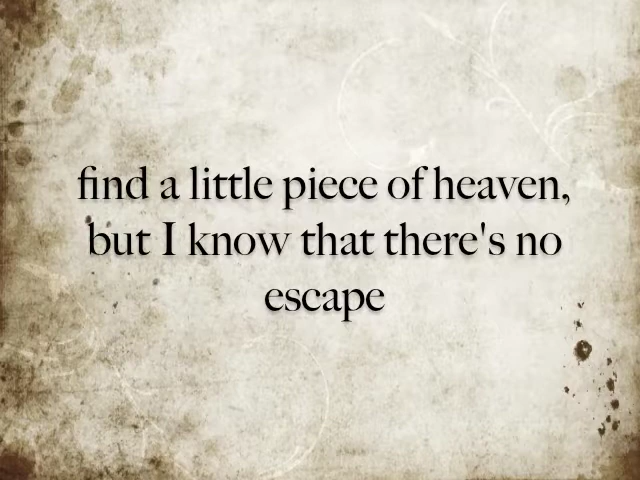 find a little piece of heaven,
but I know that there's no
escape